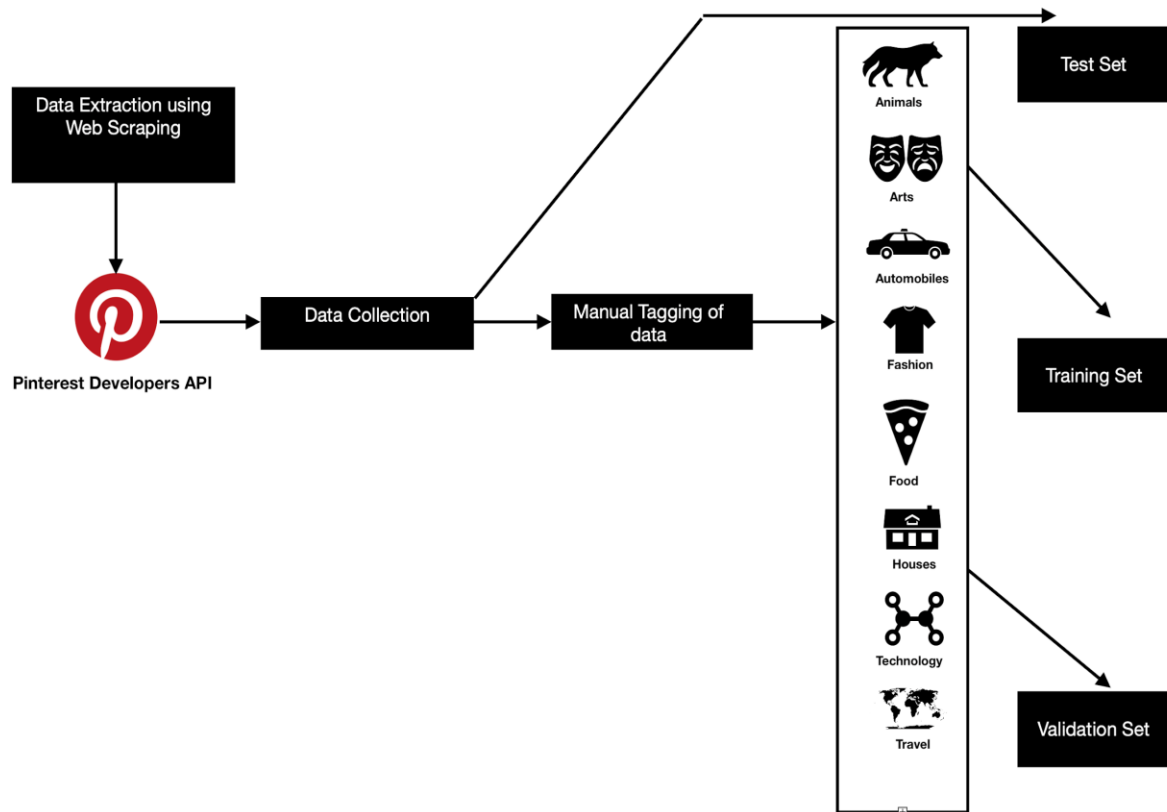 Data Extraction using
Web Scraping
Pinterest Developers API
Data Collection
Manual Tagging of
data
Animals
Arts
Automobiles
Fashion
Food
Houses
Technology
Travel
Test Set
Training Set
Validation Set